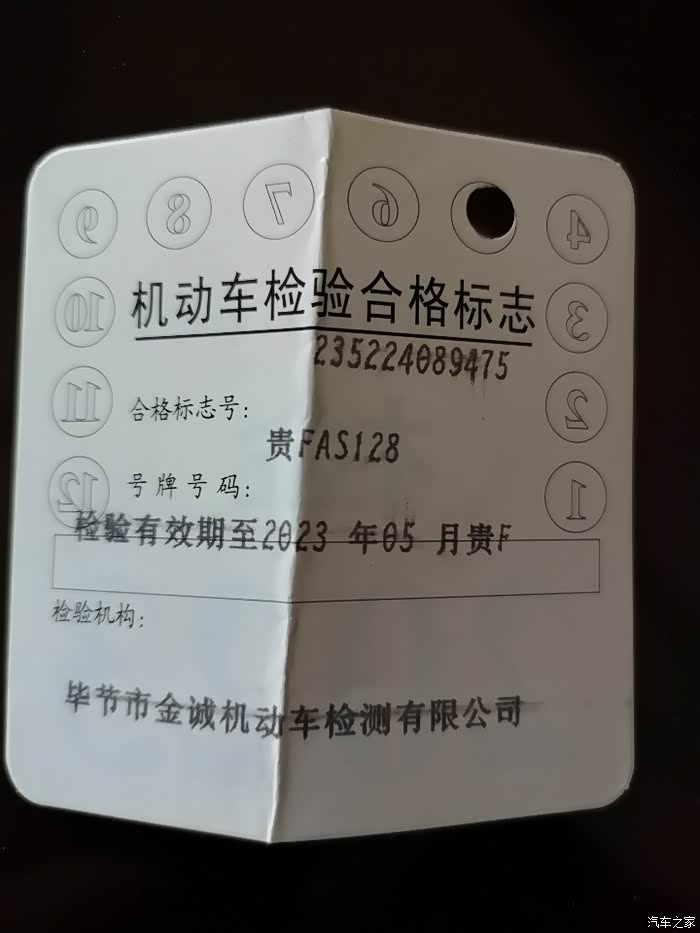 9 8 7 6 4
10 3
机动车检验合格标志
235224089475
11 2
合格标志号:
贵FAS128
号牌号码:
12 1
检验有效期至2023 年05 月贵F
检验机构:
毕节市金诚机动车检测有限公司
汽车之家